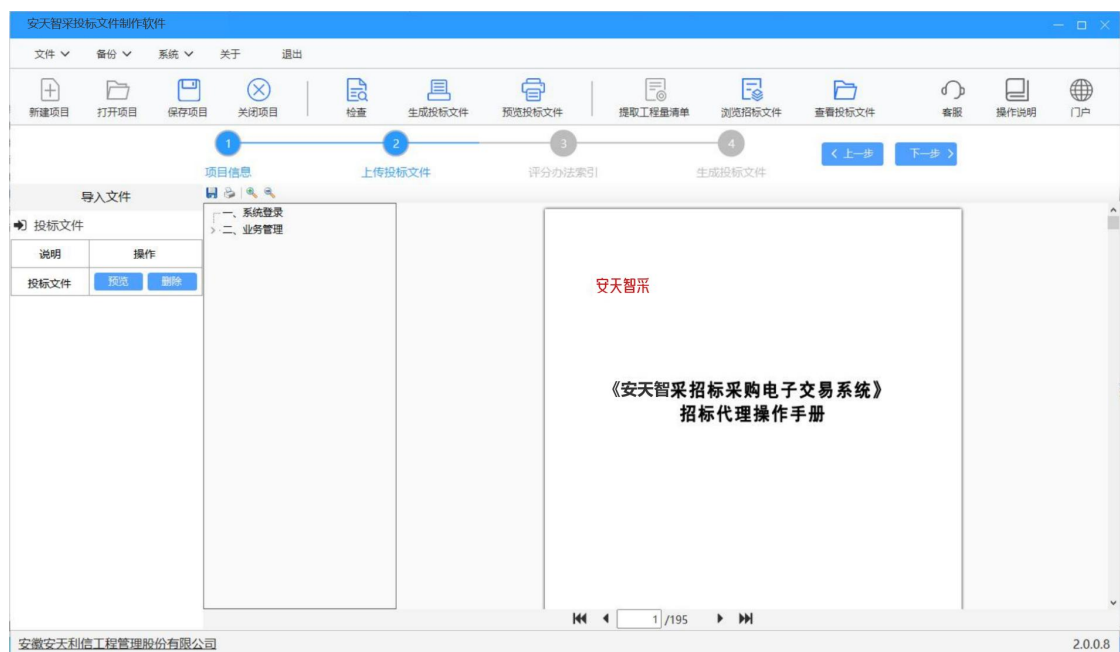 安天智采投标文件制作软件
文件 备份 系统 关于 退出
新建项目 打开项目 保存项目 关闭项目 检查 生成投标文件 预览投标文件 提取工程量清单 浏览招标文件 查看投标文件 客服 操作说明 门户
1 2 3 4
项目信息 上传投标文件 评分办法索引 生成投标文件
上一步 下一步
导入文件
投标文件
说明 操作
投标文件 预览 删除
一、系统登录
二、业务管理
安天智采
《安天智采招标采购电子交易系统》
招标代理操作手册
1 /195
安徽安天利信工程管理股份有限公司
2.0.0.8